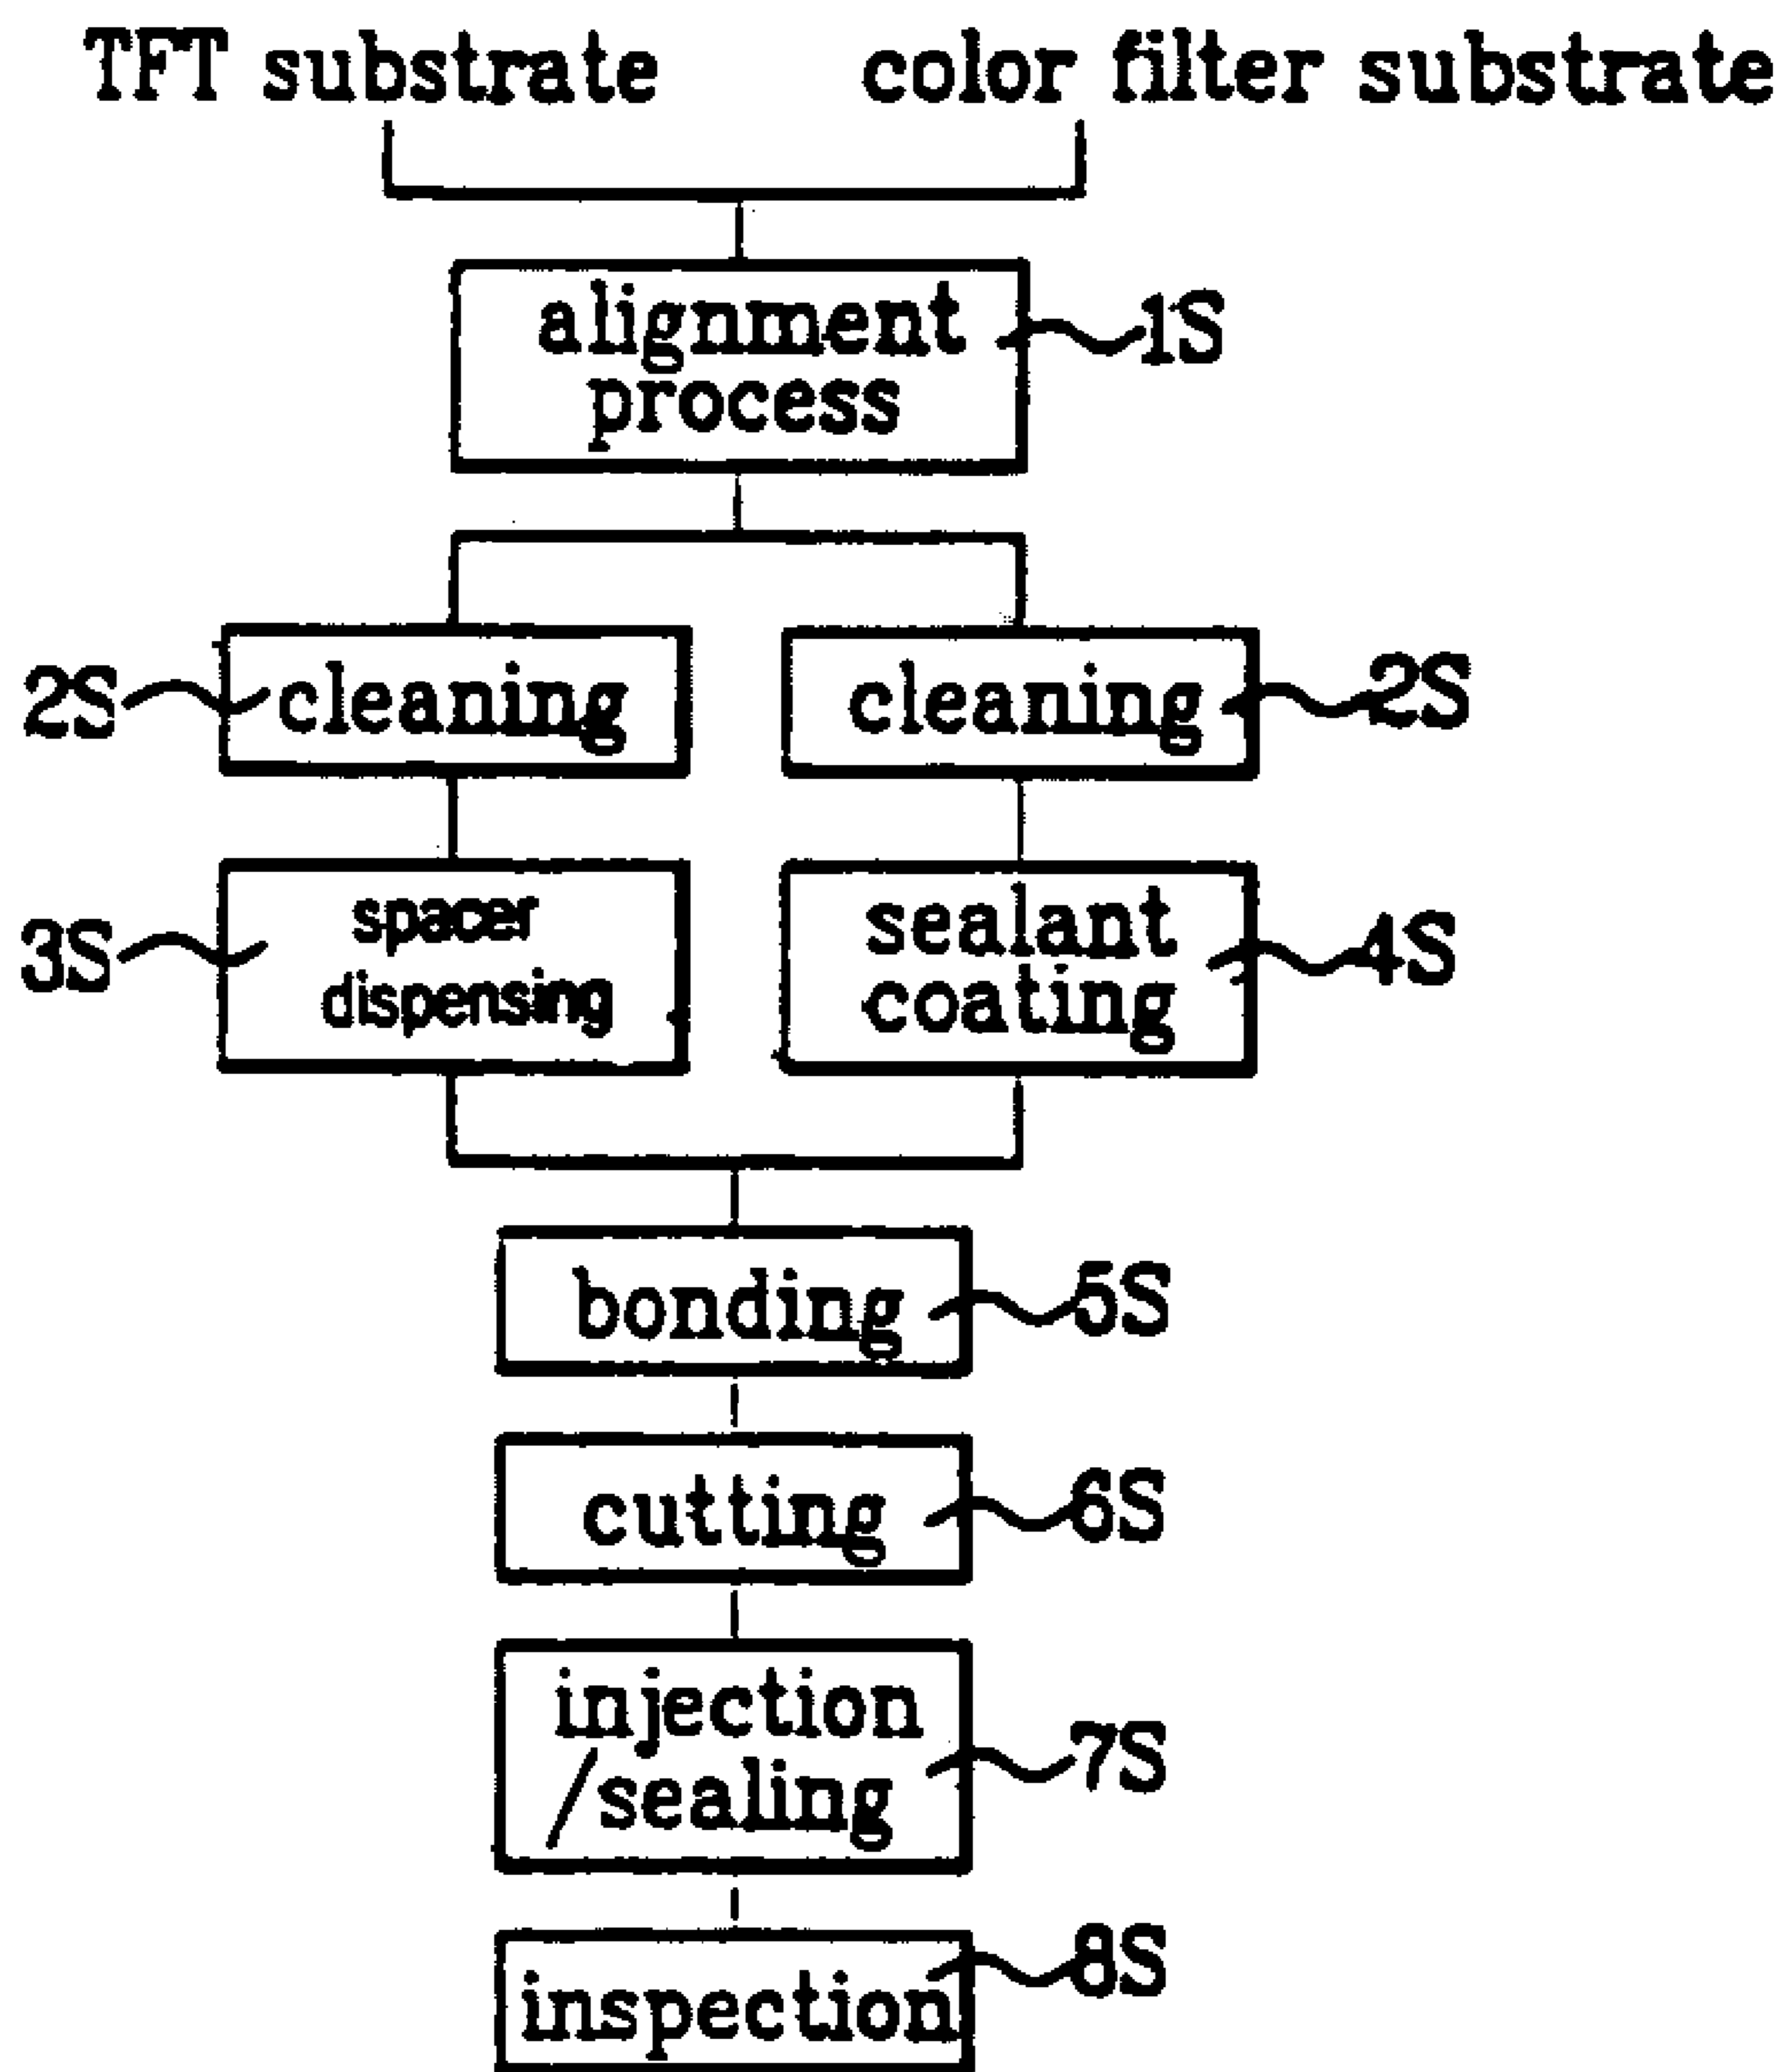 TFT substrate
color filter substrate
alignment
process
1S
2S
cleaning
cleaning
2S
3S
spacer
dispensing
sealant
coating
4S
bonding
5S
cutting
6S
injection
/sealing
7S
inspection
8S